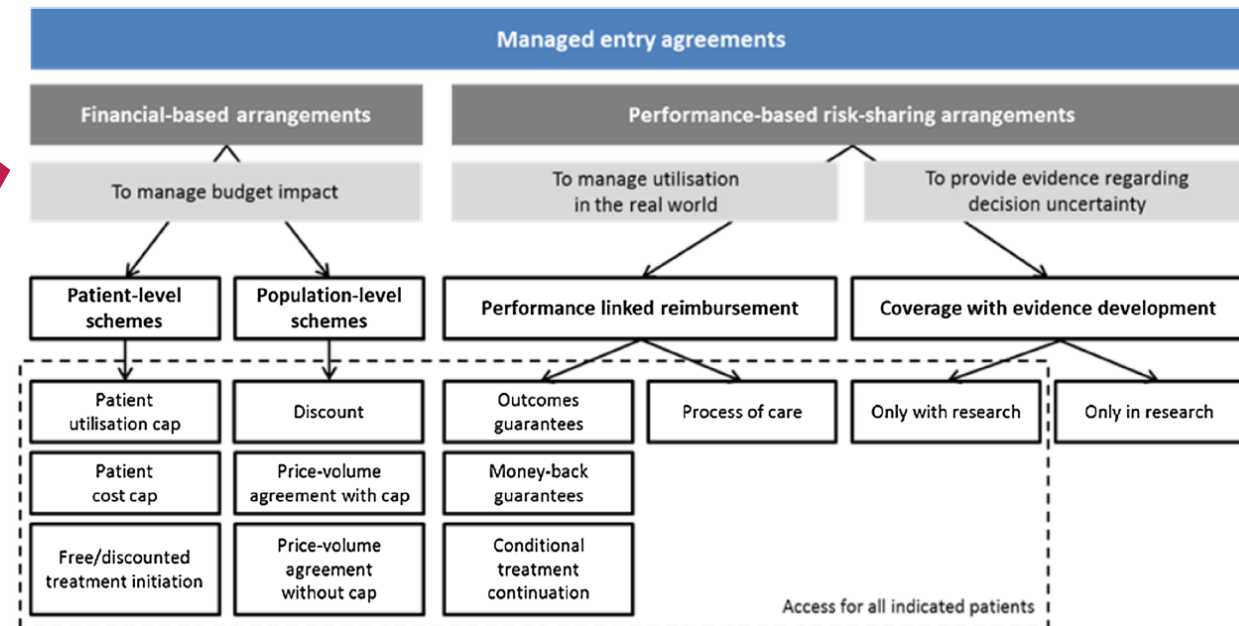 Managed entry agreements
Financial-based arrangements
Performance-based risk-sharing arrangements
To manage budget impact
To manage utilisation
in the real world
To provide evidence regarding
decision uncertainty
Patient-level
schemes
Population-level
schemes
Performance linked reimbursement
Coverage with evidence development
Patient
utilisation cap
Discount
Outcomes
guarantees
Process of care
Only with research
Only in research
Patient
cost cap
Price-volume
agreement with cap
Money-back
guarantees
Free/discounted
treatment initiation
Price-volume
agreement
without cap
Conditional
treatment
continuation
Access for all indicated patients